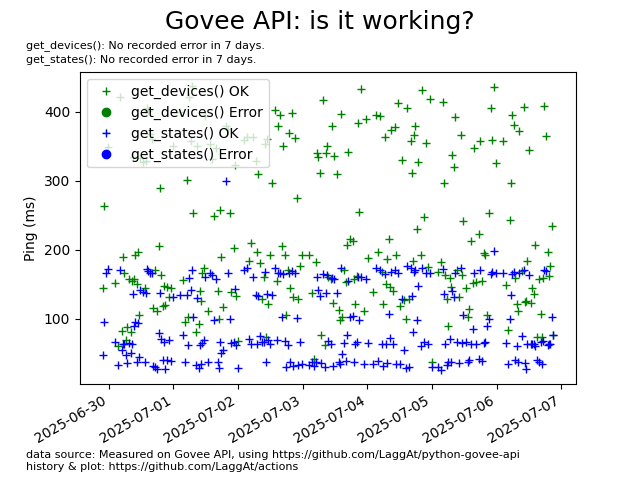 Govee API: is it working?
get_devices(): No recorded error in 7 days.
get_states(): No recorded error in 7 days.
get_devices() OK
get_devices() Error
get_states() OK
get_states() Error
Ping (ms)
400
300
200
100
2025-06-30
2025-07-01
2025-07-02
2025-07-03
2025-07-04
2025-07-05
2025-07-06
2025-07-07
data source: Measured on Govee API, using https://github.com/LaggAt/python-govee-api
history & plot: https://github.com/LaggAt/actions